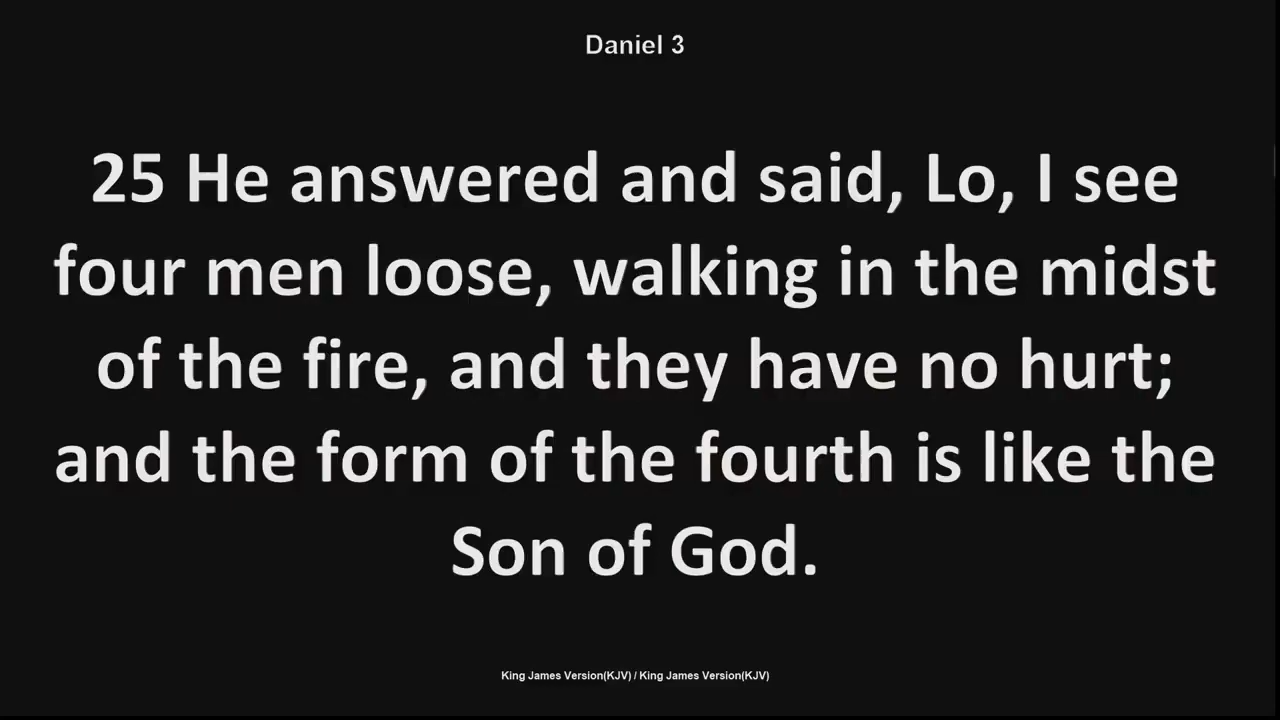 Daniel 3
25 He answered and said, Lo, I see
four men loose, walking in the midst
of the fire, and they have no hurt;
and the form of the fourth is like the
Son of God.
King James Version(KJV) / King James Version(KJV)